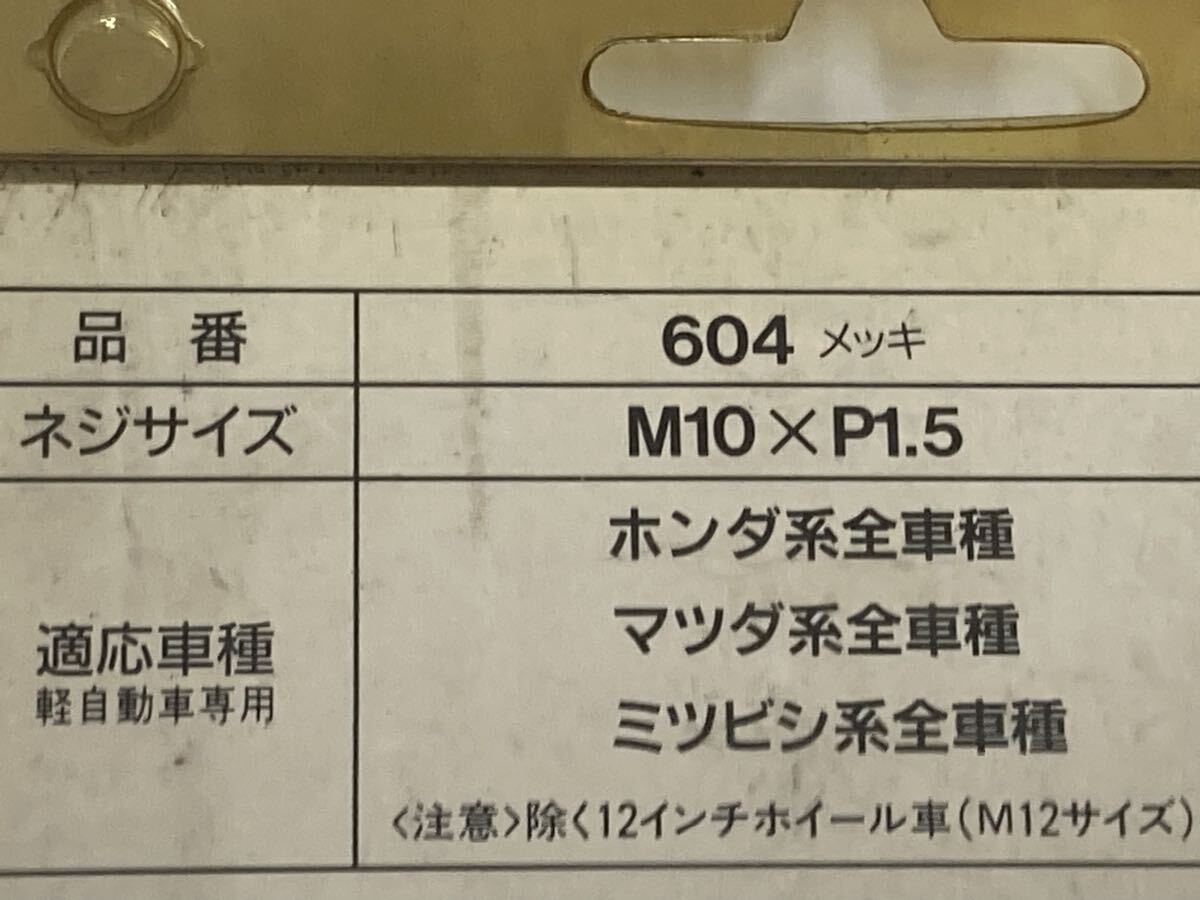 品 番 604 メッキ
ネジサイズ M10×P1.5
適応車種
軽自動車専用
ホンダ系全車種
マツダ系全車種
ミツビシ系全車種
〈注意〉除く12インチホイール車(M12サイズ)